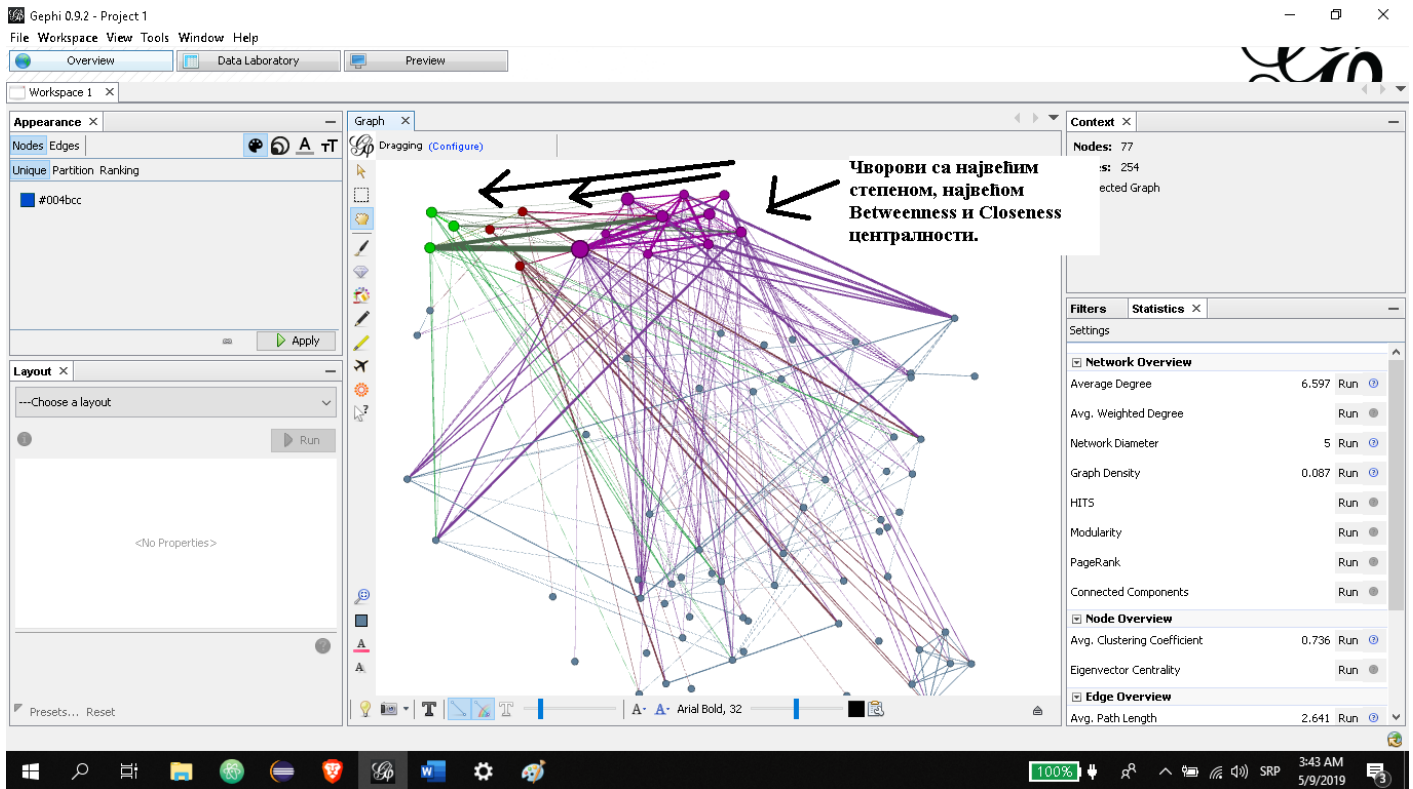 Gephi 0.9.2 - Project 1
File Workspace View Tools Window Help
Overview Data Laboratory Preview
Workspace 1
Appearance
Nodes Edges
Unique Partition Ranking
#004bcc
Apply
Layout
---Choose a layout
Run
<No Properties>
Presets... Reset
Graph
Dragging (Configure)
Чворови са највећим
степеном, највећом
Betweenness и Closeness
централности.
Arial Bold, 32
Context
Nodes: 77
s: 254
ected Graph
Filters Statistics
Settings
Network Overview
Average Degree 6.597 Run
Avg. Weighted Degree Run
Network Diameter 5 Run
Graph Density 0.087 Run
HITS Run
Modularity Run
PageRank Run
Connected Components Run
Node Overview
Avg. Clustering Coefficient 0.736 Run
Eigenvector Centrality Run
Edge Overview
Avg. Path Length 2.641 Run
100% SRP 3:43 AM
5/9/2019 3